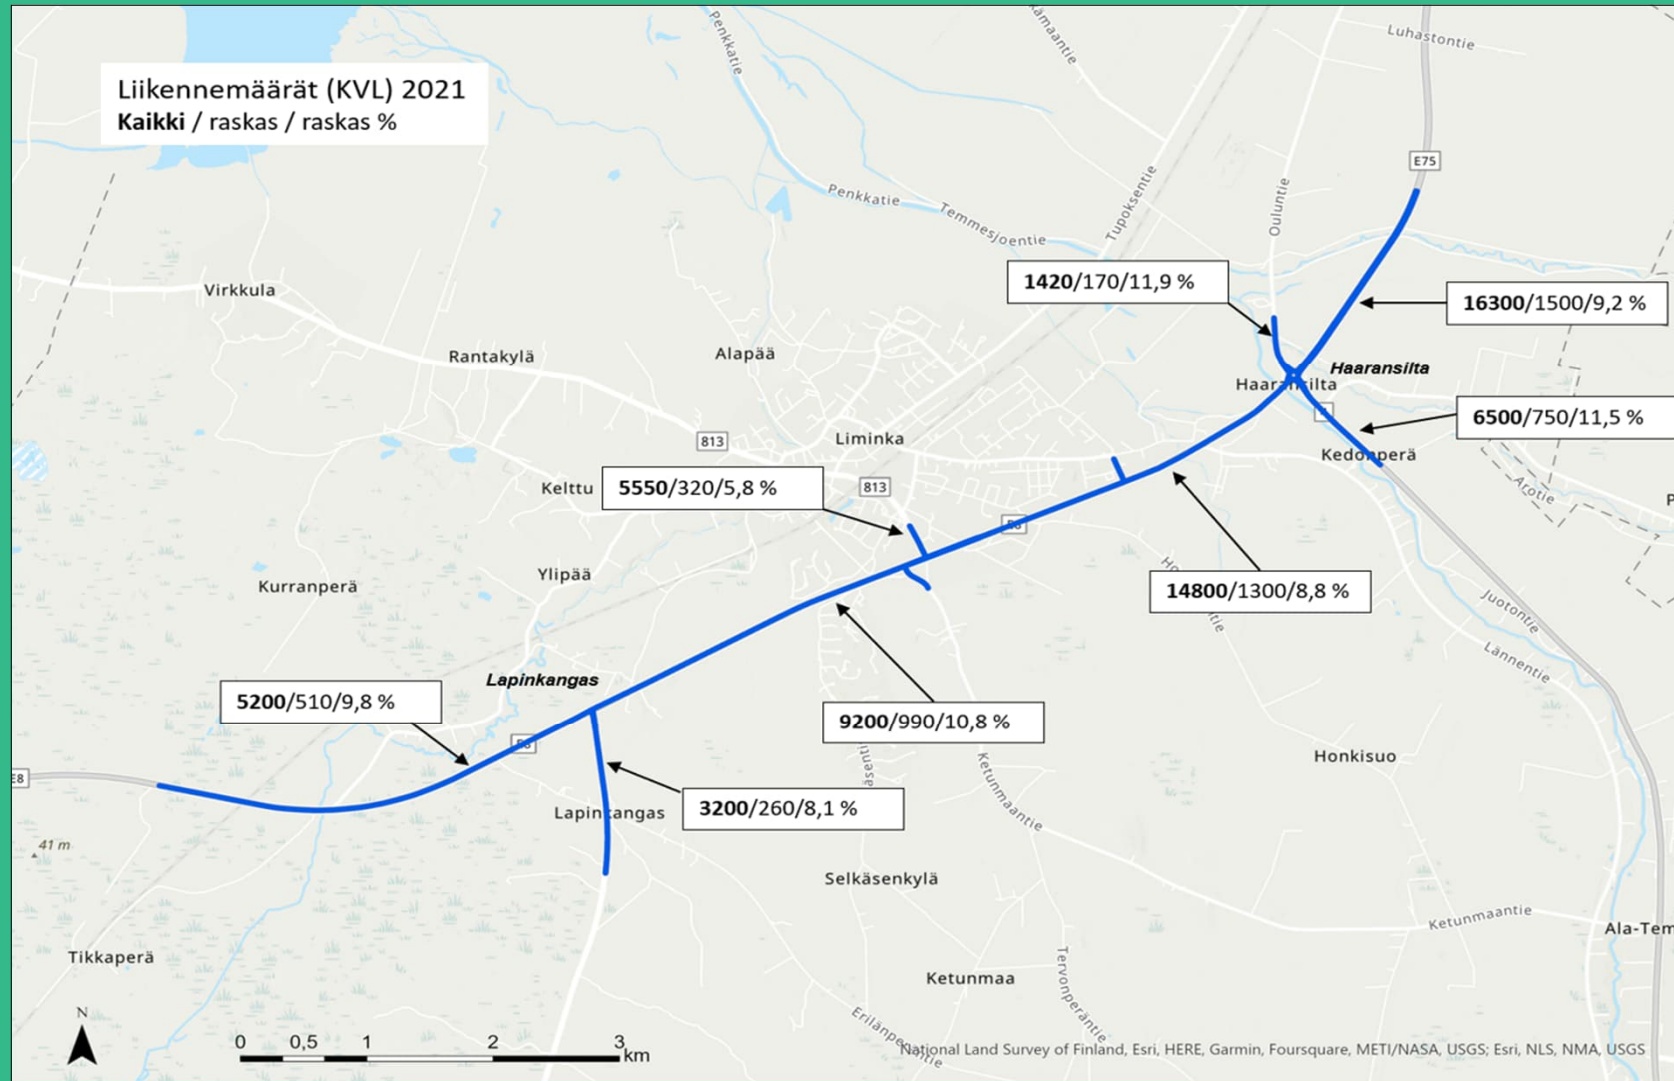 Liikennemäärät (KVL) 2021
Kaikki / raskas / raskas %
Penkkatie
Luhastontie
E75
Tupoksentie
Ouluntie
Penkkatie
Temmesjoentie
1420/170/11,9 %
16300/1500/9,2 %
Virkkula
Rantakylä
Alapää
Haaransilta
Haaransilta
6500/750/11,5 %
813
Liminka
Kedonperä
Kelttu
5550/320/5,8 %
813
Arotie
E8
Ylipää
Kurranperä
14800/1300/8,8 %
Juotontie
Lännentie
Lapinkangas
5200/510/9,8 %
9200/990/10,8 %
E8
Honkisuo
E8
3200/260/8,1 %
Lapinkangas
Ketunmaantie
41 m
Selkäsenkylä
Ketunmaantie
Ala-Tem
Tikkaperä
Ketunmaa
Tervonperäntie
N
0 0,5 1 2 3
km
National Land Survey of Finland, Esri, HERE, Garmin, Foursquare, METI/NASA, USGS; Esri, NLS, NMA, USGS